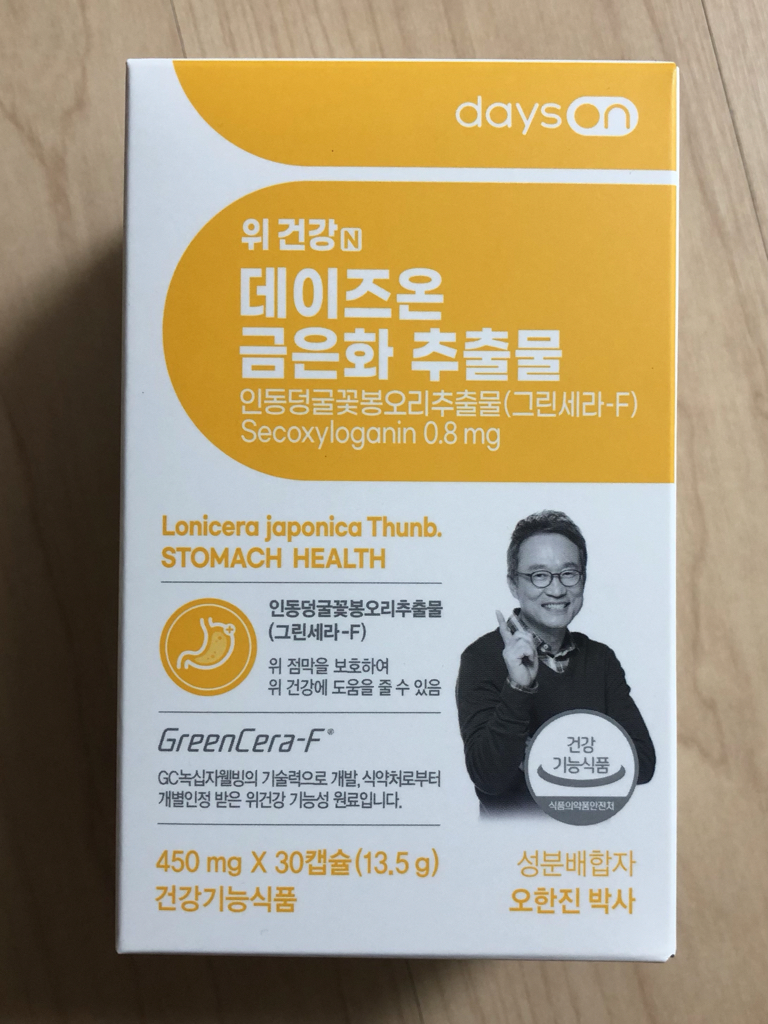 days on
위 건강 N
데이즈온
금은화 추출물
인동덩굴꽃봉오리추출물(그린세라-F)
Secoxyloganin 0.8 mg
Lonicera japonica Thunb.
STOMACH HEALTH
인동덩굴꽃봉오리추출물
(그린세라-F)
위 점막을 보호하여
위 건강에 도움을 줄 수 있음
GreenCera-F®
GC녹십자웰빙의 기술력으로 개발, 식약처로부터
개별인정 받은 위건강 기능성 원료입니다.
건강
기능식품
식품의약품안전처
450 mg X 30캡슐(13.5 g)
건강기능식품
성분배합자
오한진 박사